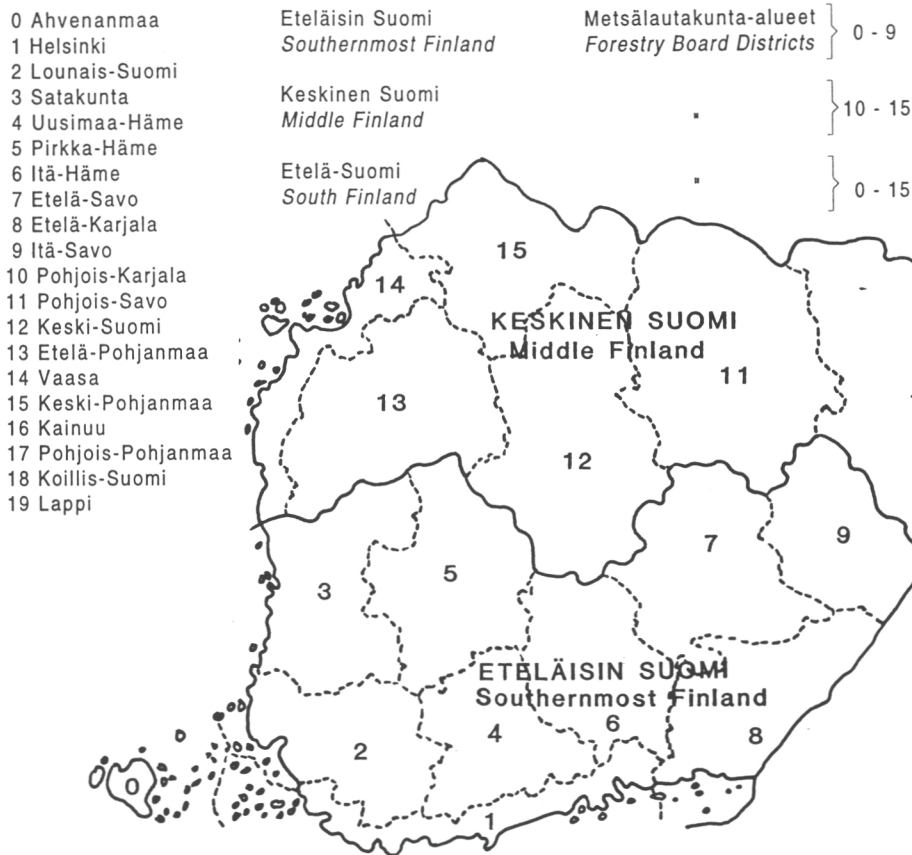 0 Ahvenanmaa
1 Helsinki
2 Lounais-Suomi
3 Satakunta
4 Uusimaa-Häme
5 Pirkka-Häme
6 Itä-Häme
7 Etelä-Savo
8 Etelä-Karjala
9 Itä-Savo
10 Pohjois-Karjala
11 Pohjois-Savo
12 Keski-Suomi
13 Etelä-Pohjanmaa
14 Vaasa
15 Keski-Pohjanmaa
16 Kainuu
17 Pohjois-Pohjanmaa
18 Koillis-Suomi
19 Lappi
Eteläisin Suomi
Southernmost Finland
Metsälautakunta-alueet
Forestry Board Districts
0 - 9
Keskinen Suomi
Middle Finland
"
10 - 15
Etelä-Suomi
South Finland
"
0 - 15
15
14
KESKINEN SUOMI
Middle Finland
11
13
12
9
7
5
3
ETELÄISIN SUOMI
Southernmost Finland
6
4
8
2
0
1